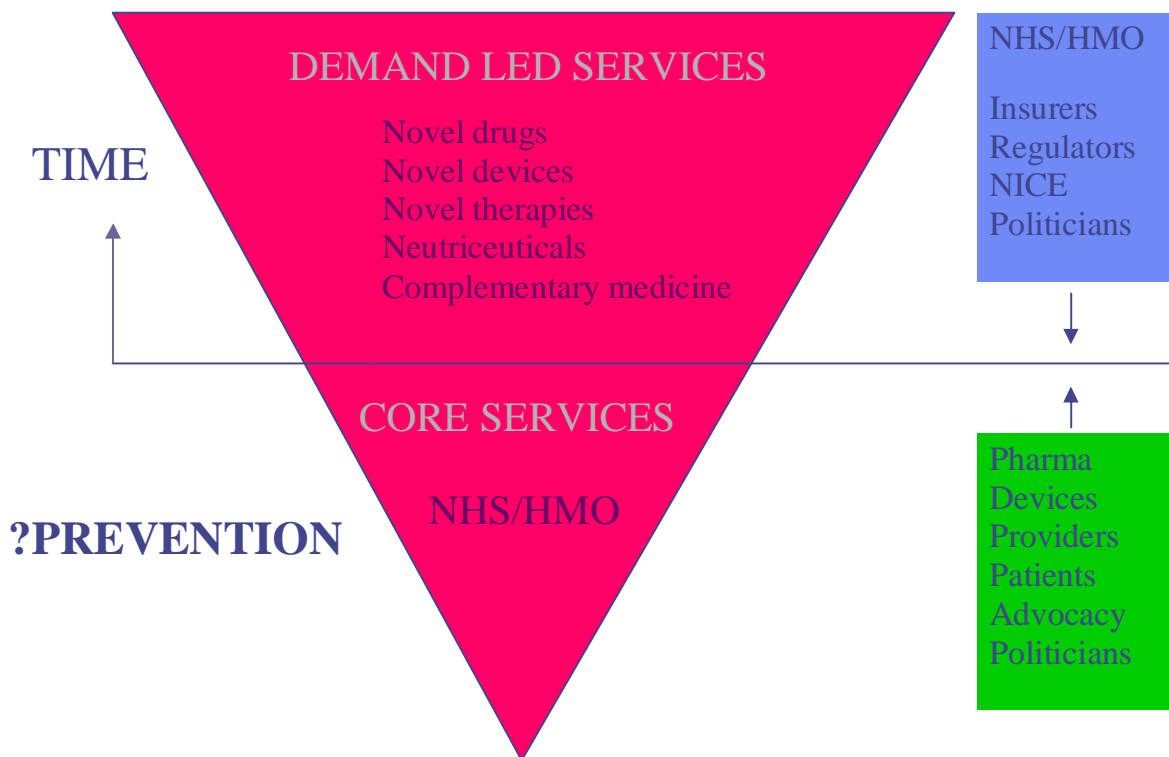 DEMAND LED SERVICES
Novel drugs
Novel devices
Novel therapies
Neutriceuticals
Complementary medicine
TIME
CORE SERVICES
NHS/HMO
?PREVENTION
NHS/HMO
Insurers
Regulators
NICE
Politicians
Pharma
Devices
Providers
Patients
Advocacy
Politicians